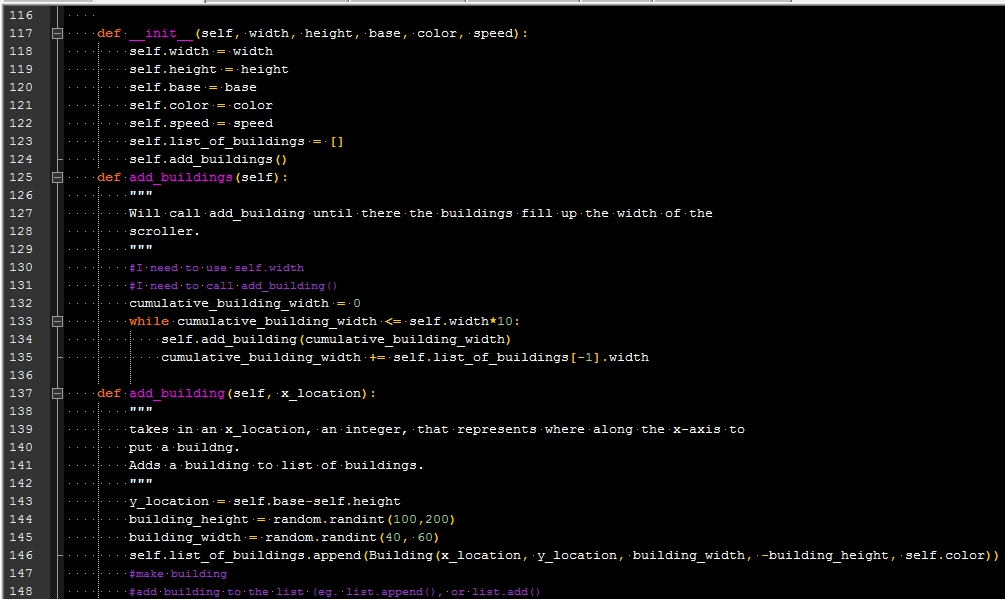 116
117 def __init__(self, width, height, base, color, speed):
118 self.width = width
119 self.height = height
120 self.base = base
121 self.color = color
122 self.speed = speed
123 self.list_of_buildings = []
124 self.add_buildings()
125 def add_buildings(self):
126 """
127 Will call add_building until there the buildings fill up the width of the
128 scroller.
129 """
130 #I need to use self.width
131 #I need to call add_building()
132 cumulative_building_width = 0
133 while cumulative_building_width <= self.width*10:
134 self.add_building(cumulative_building_width)
135 cumulative_building_width += self.list_of_buildings[-1].width
136
137 def add_building(self, x_location):
138 """
139 takes in an x_location, an integer, that represents where along the x-axis to
140 put a buildng.
141 Adds a building to list of buildings.
142 """
143 y_location = self.base-self.height
144 building_height = random.randint(100,200)
145 building_width = random.randint(40, 60)
146 self.list_of_buildings.append(Building(x_location, y_location, building_width, -building_height, self.color))
147 #make building
148 #add building to the list (eg. list.append(), or list.add()